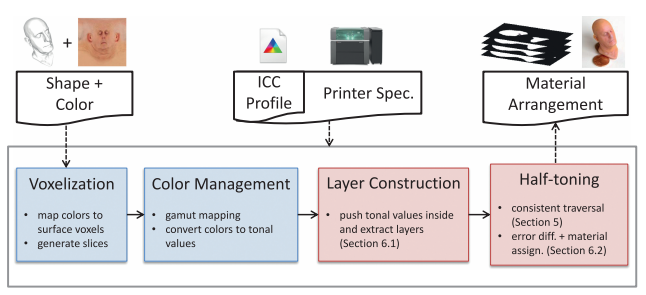 +
Shape +
Color
ICC
Profile
Printer Spec.
Material
Arrangement
Voxelization
• map colors to
surface voxels
• generate slices
Color Management
• gamut mapping
• convert colors to tonal
values
Layer Construction
• push tonal values inside
and extract layers
(Section 6.1)
Half-toning
• consistent traversal
(Section 5)
• error diff. + material
assign. (Section 6.2)